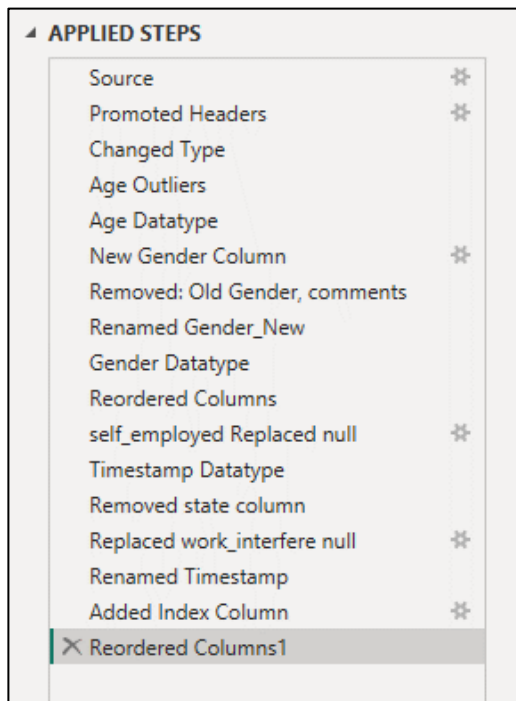 APPLIED STEPS
Source
Promoted Headers
Changed Type
Age Outliers
Age Datatype
New Gender Column
Removed: Old Gender, comments
Renamed Gender_New
Gender Datatype
Reordered Columns
self_employed Replaced null
Timestamp Datatype
Removed state column
Replaced work_interfere null
Renamed Timestamp
Added Index Column
Reordered Columns1